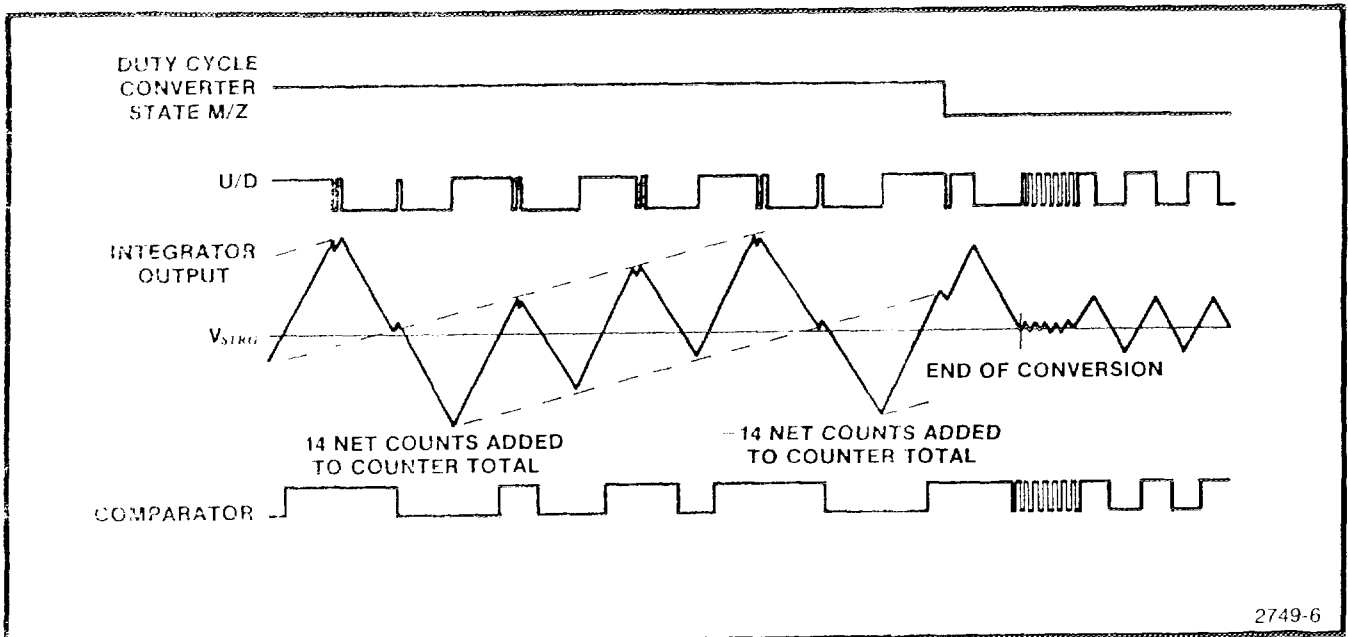 DUTY CYCLE
CONVERTER
STATE M/Z
U/D
INTEGRATOR
OUTPUT
VSTRG
END OF CONVERSION
14 NET COUNTS ADDED
TO COUNTER TOTAL
—14 NET COUNTS ADDED
TO COUNTER TOTAL
COMPARATOR
2749-6